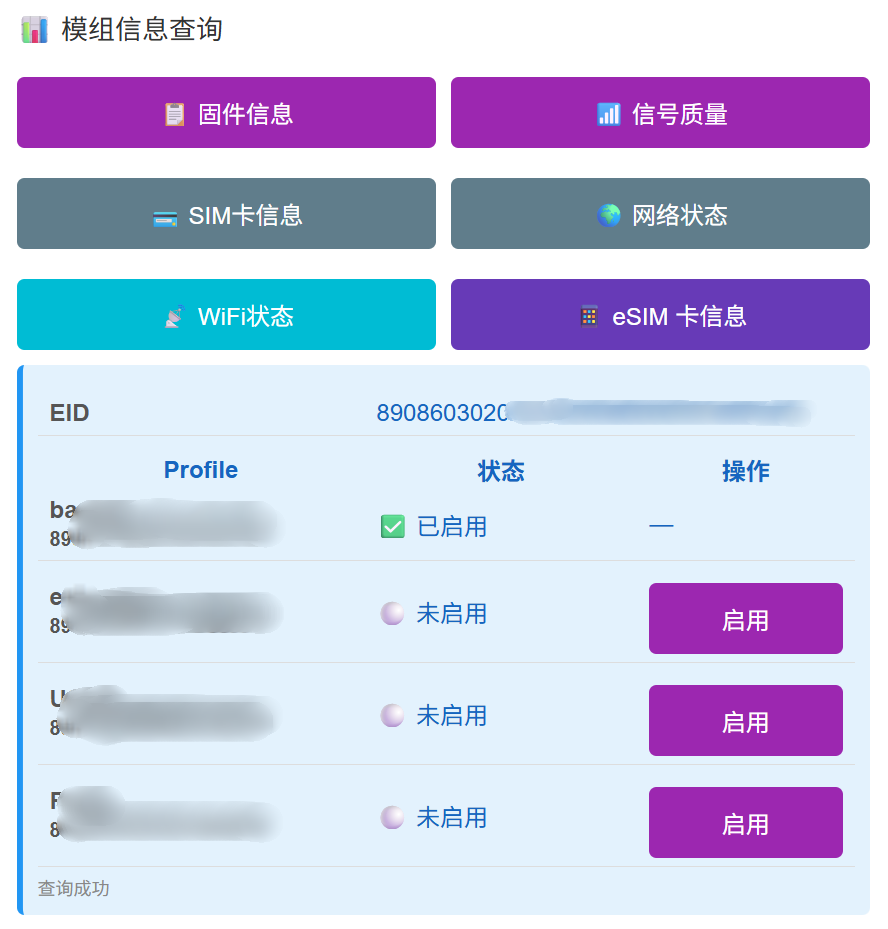 模组信息查询
固件信息
信号质量
SIM卡信息
网络状态
WiFi状态
eSIM 卡信息
EID 8908603020
Profile 状态 操作
已启用 —
未启用 启用
未启用 启用
未启用 启用
查询成功